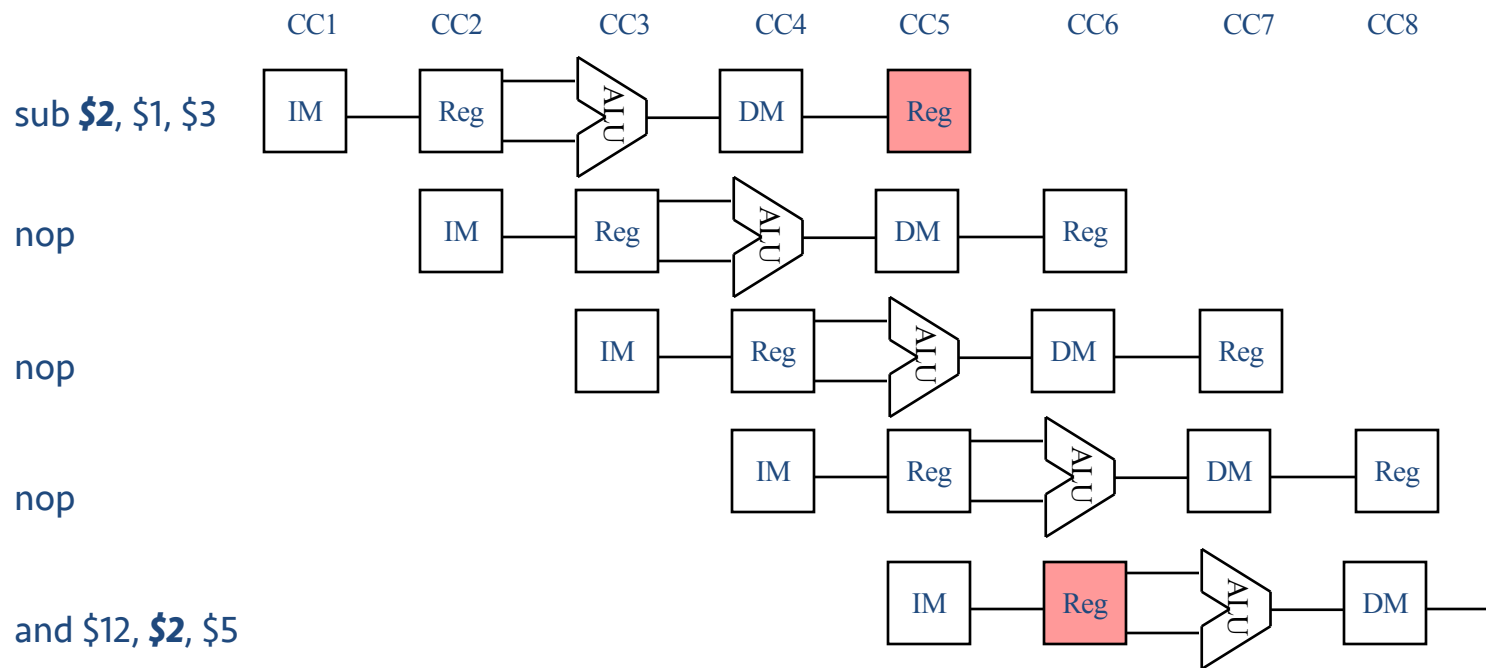 CC1 CC2 CC3 CC4 CC5 CC6 CC7 CC8
sub $2, $1, $3 IM Reg ALU DM Reg
nop IM Reg ALU DM Reg
nop IM Reg ALU DM Reg
nop IM Reg ALU DM Reg
and $12, $2, $5 IM Reg ALU DM